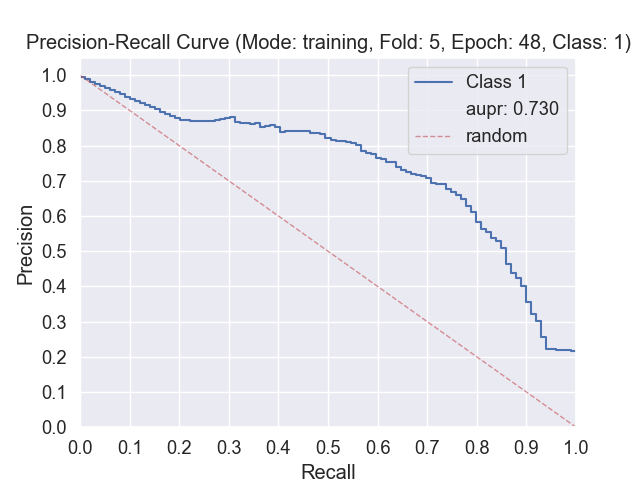 Precision-Recall Curve (Mode: training, Fold: 5, Epoch: 48, Class: 1)
1.0
0.9
0.8
0.7
0.6
0.5
0.4
0.3
0.2
0.1
0.0
Precision
Class 1
aupr: 0.730
random
0.0 0.1 0.2 0.3 0.4 0.5 0.6 0.7 0.8 0.9 1.0
Recall